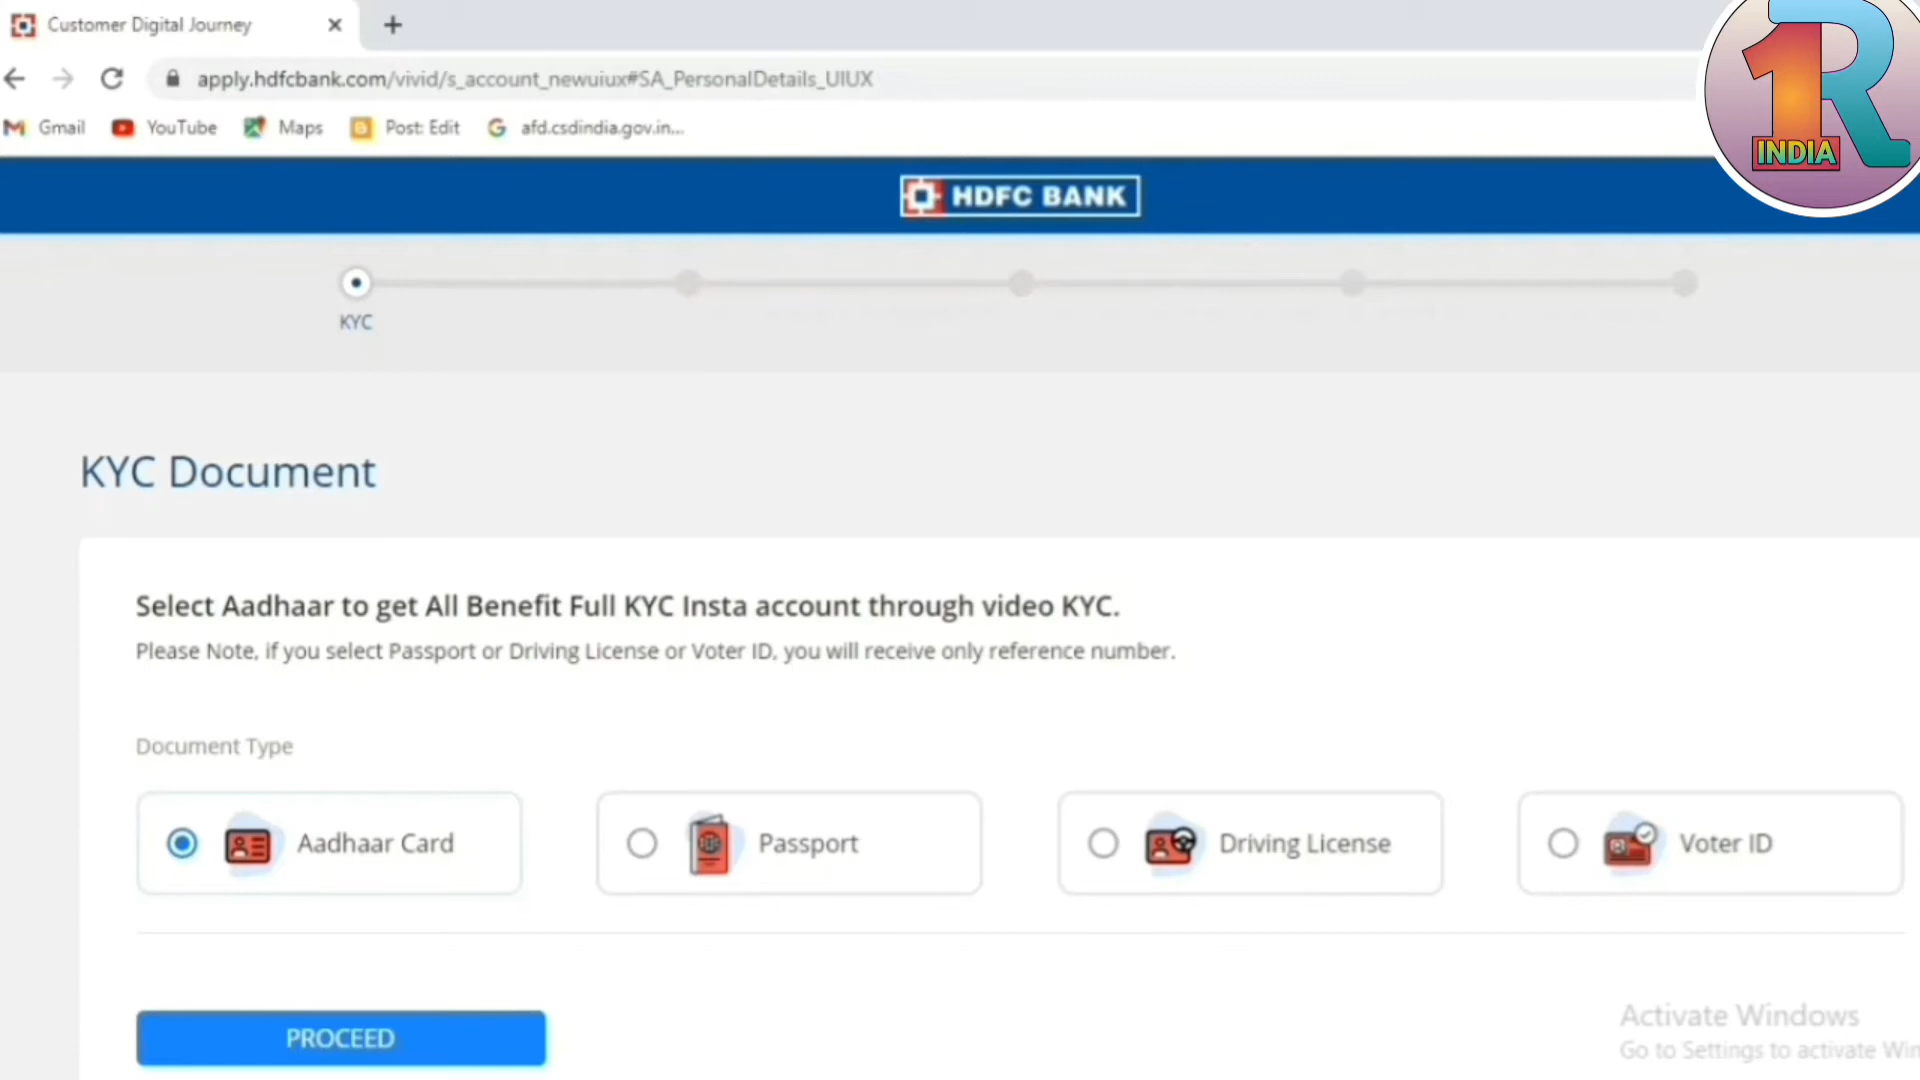 Customer Digital Journey
apply.hdfcbank.com/vivid/s_account_newuiux#SA_PersonalDetails_UIUX
Gmail YouTube Maps Post: Edit afd.csdindia.gov.in...
1R
INDIA
HDFC BANK
KYC
KYC Document
Select Aadhaar to get All Benefit Full KYC Insta account through video KYC.
Please Note, if you select Passport or Driving License or Voter ID, you will receive only reference number.
Document Type
Aadhaar Card Passport Driving License Voter ID
PROCEED
Activate Windows
Go to Settings to activate Win